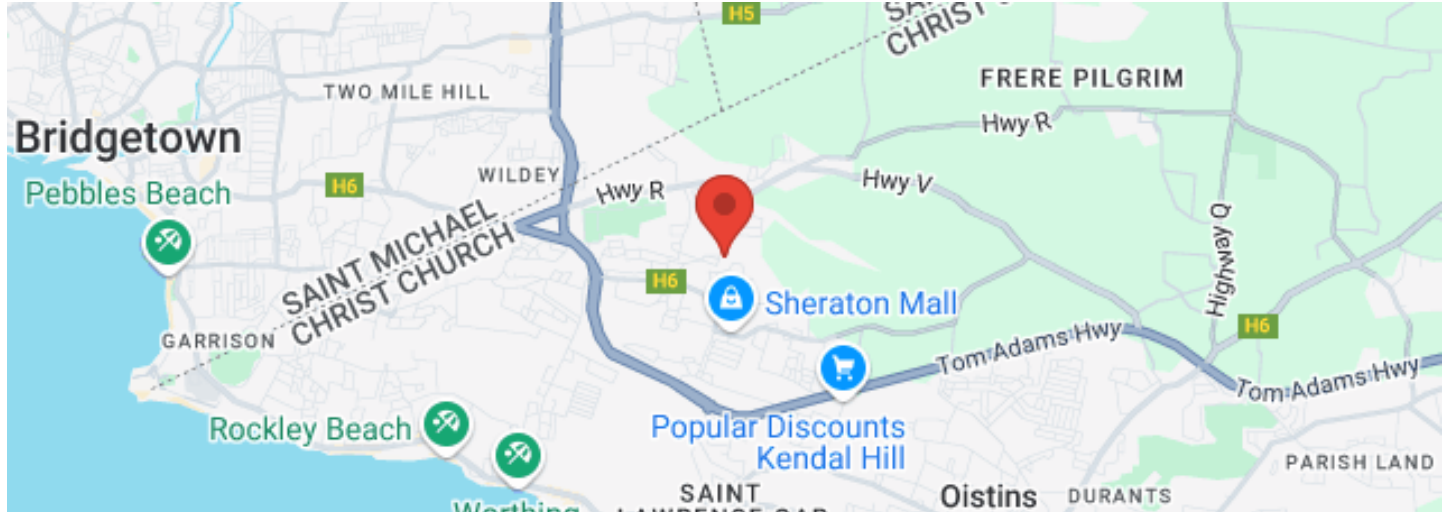 H5
SA
CHRIST
FRERE PILGRIM
TWO MILE HILL
Hwy R
Bridgetown
WILDEY
Hwy R
Hwy V
Pebbles Beach
H6
SAINT MICHAEL
CHRIST CHURCH
Highway Q
H6
Sheraton Mall
H6
GARRISON
Tom Adams Hwy
Tom Adams Hwy
Rockley Beach
Popular Discounts
Kendal Hill
PARISH LAND
SAINT
Oistins
DURANTS